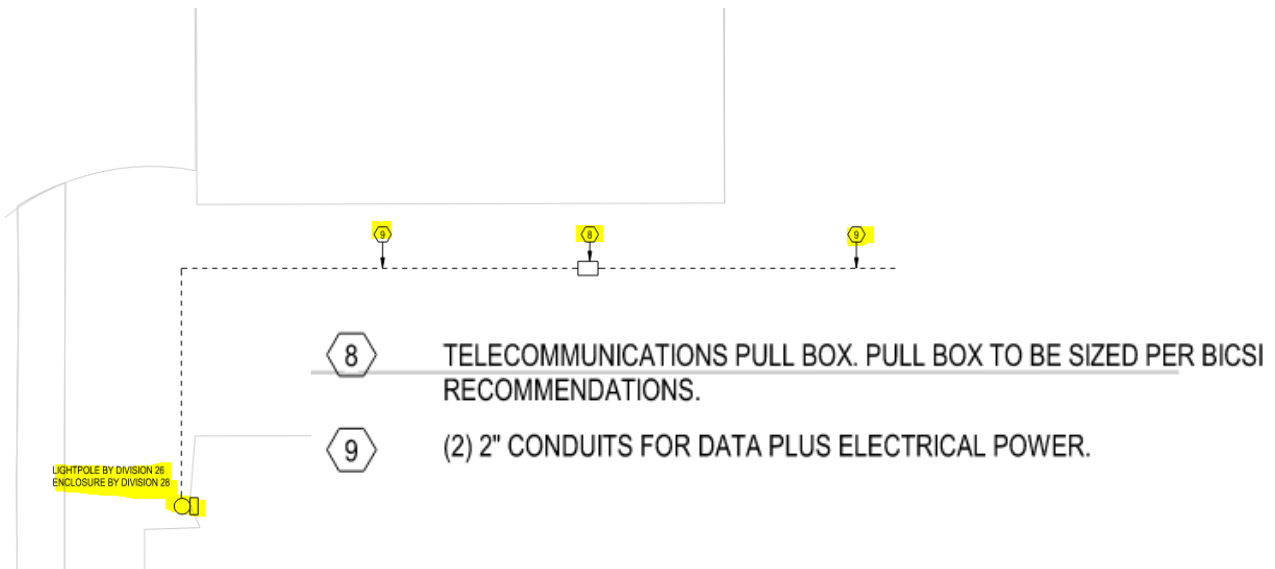 9
8
9
8 TELECOMMUNICATIONS PULL BOX. PULL BOX TO BE SIZED PER BICSI
RECOMMENDATIONS.
9 (2) 2" CONDUITS FOR DATA PLUS ELECTRICAL POWER.
LIGHTPOLE BY DIVISION 26
ENCLOSURE BY DIVISION 28